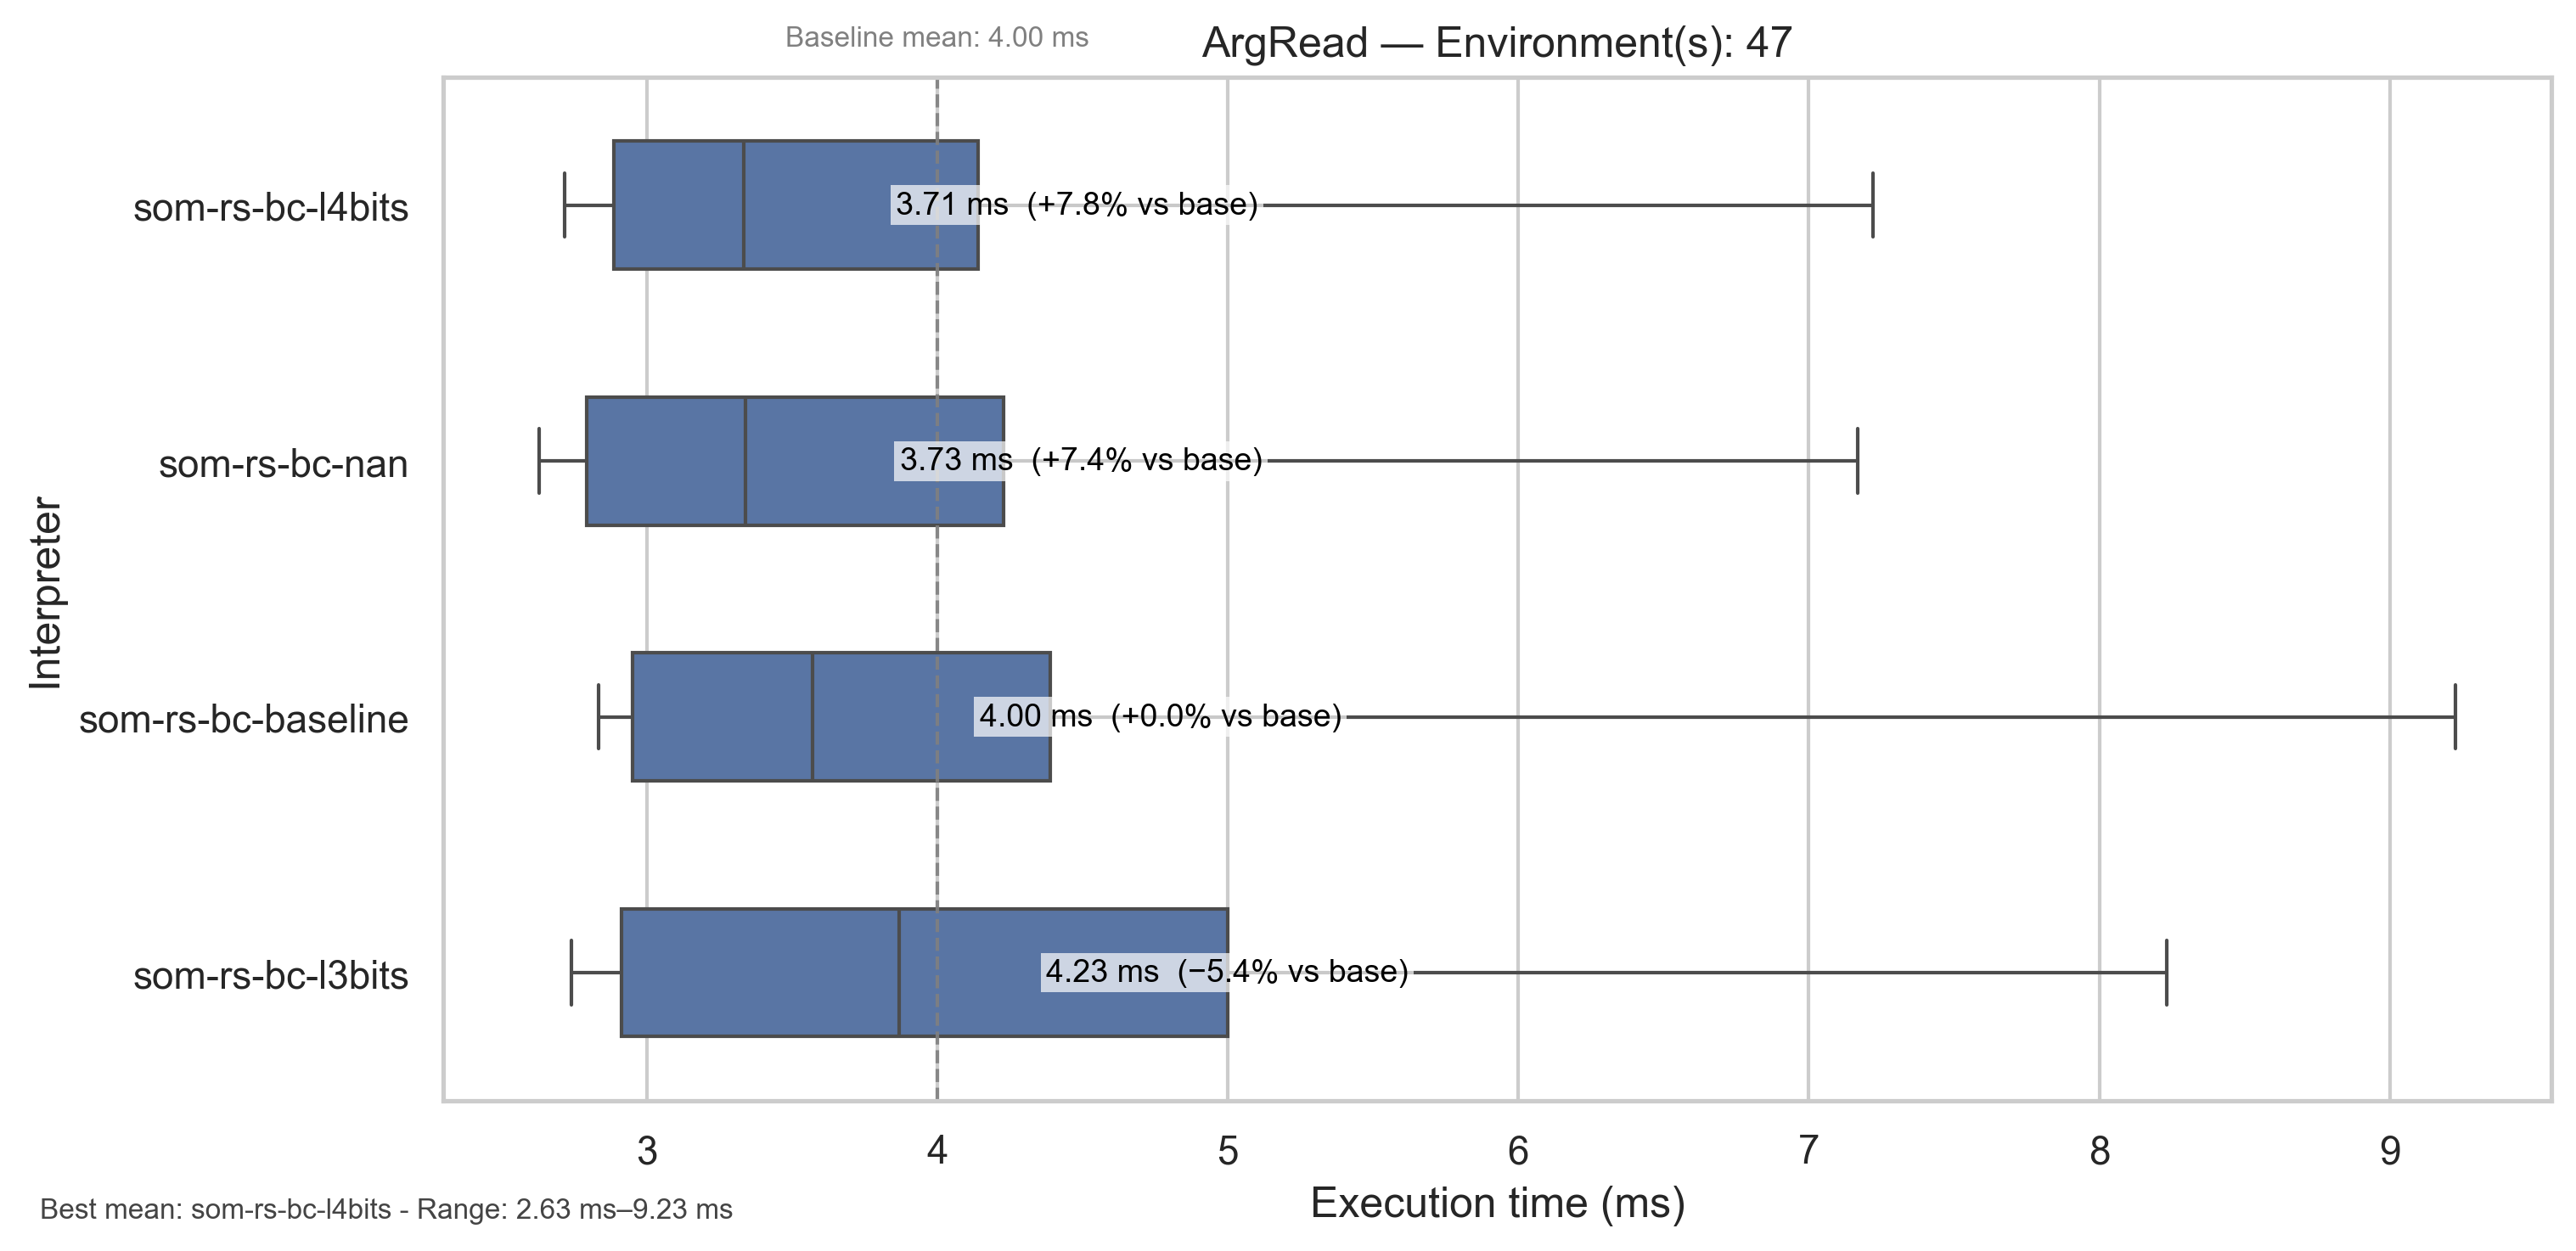 Baseline mean: 4.00 ms
ArgRead — Environment(s): 47
Interpreter
som-rs-bc-l4bits
3.71 ms (+7.8% vs base)
som-rs-bc-nan
3.73 ms (+7.4% vs base)
som-rs-bc-baseline
4.00 ms (+0.0% vs base)
som-rs-bc-l3bits
4.23 ms (−5.4% vs base)
3 4 5 6 7 8 9
Execution time (ms)
Best mean: som-rs-bc-l4bits - Range: 2.63 ms–9.23 ms